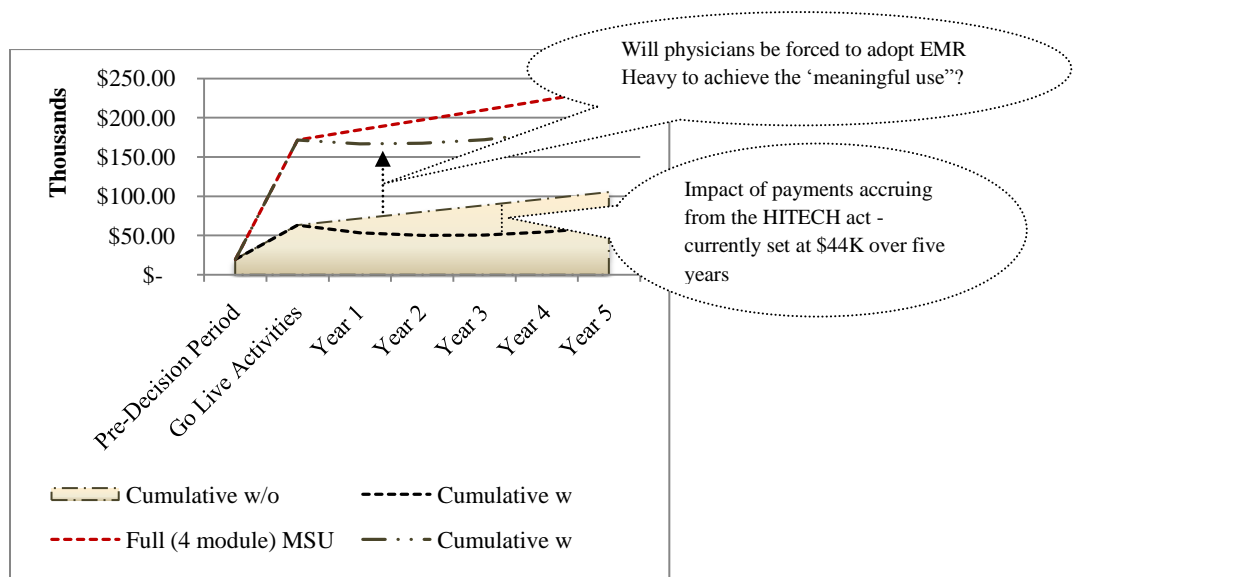 Will physicians be forced to adopt EMR
Heavy to achieve the ‘meaningful use”?
$250.00
$200.00
$150.00
$100.00
$50.00
$-
Thousands
Impact of payments accruing
from the HITECH act -
currently set at $44K over five
years
Pre-Decision Period
Go Live Activities
Year 1
Year 2
Year 3
Year 4
Year 5
Cumulative w/o
Cumulative w
Full (4 module) MSU
Cumulative w